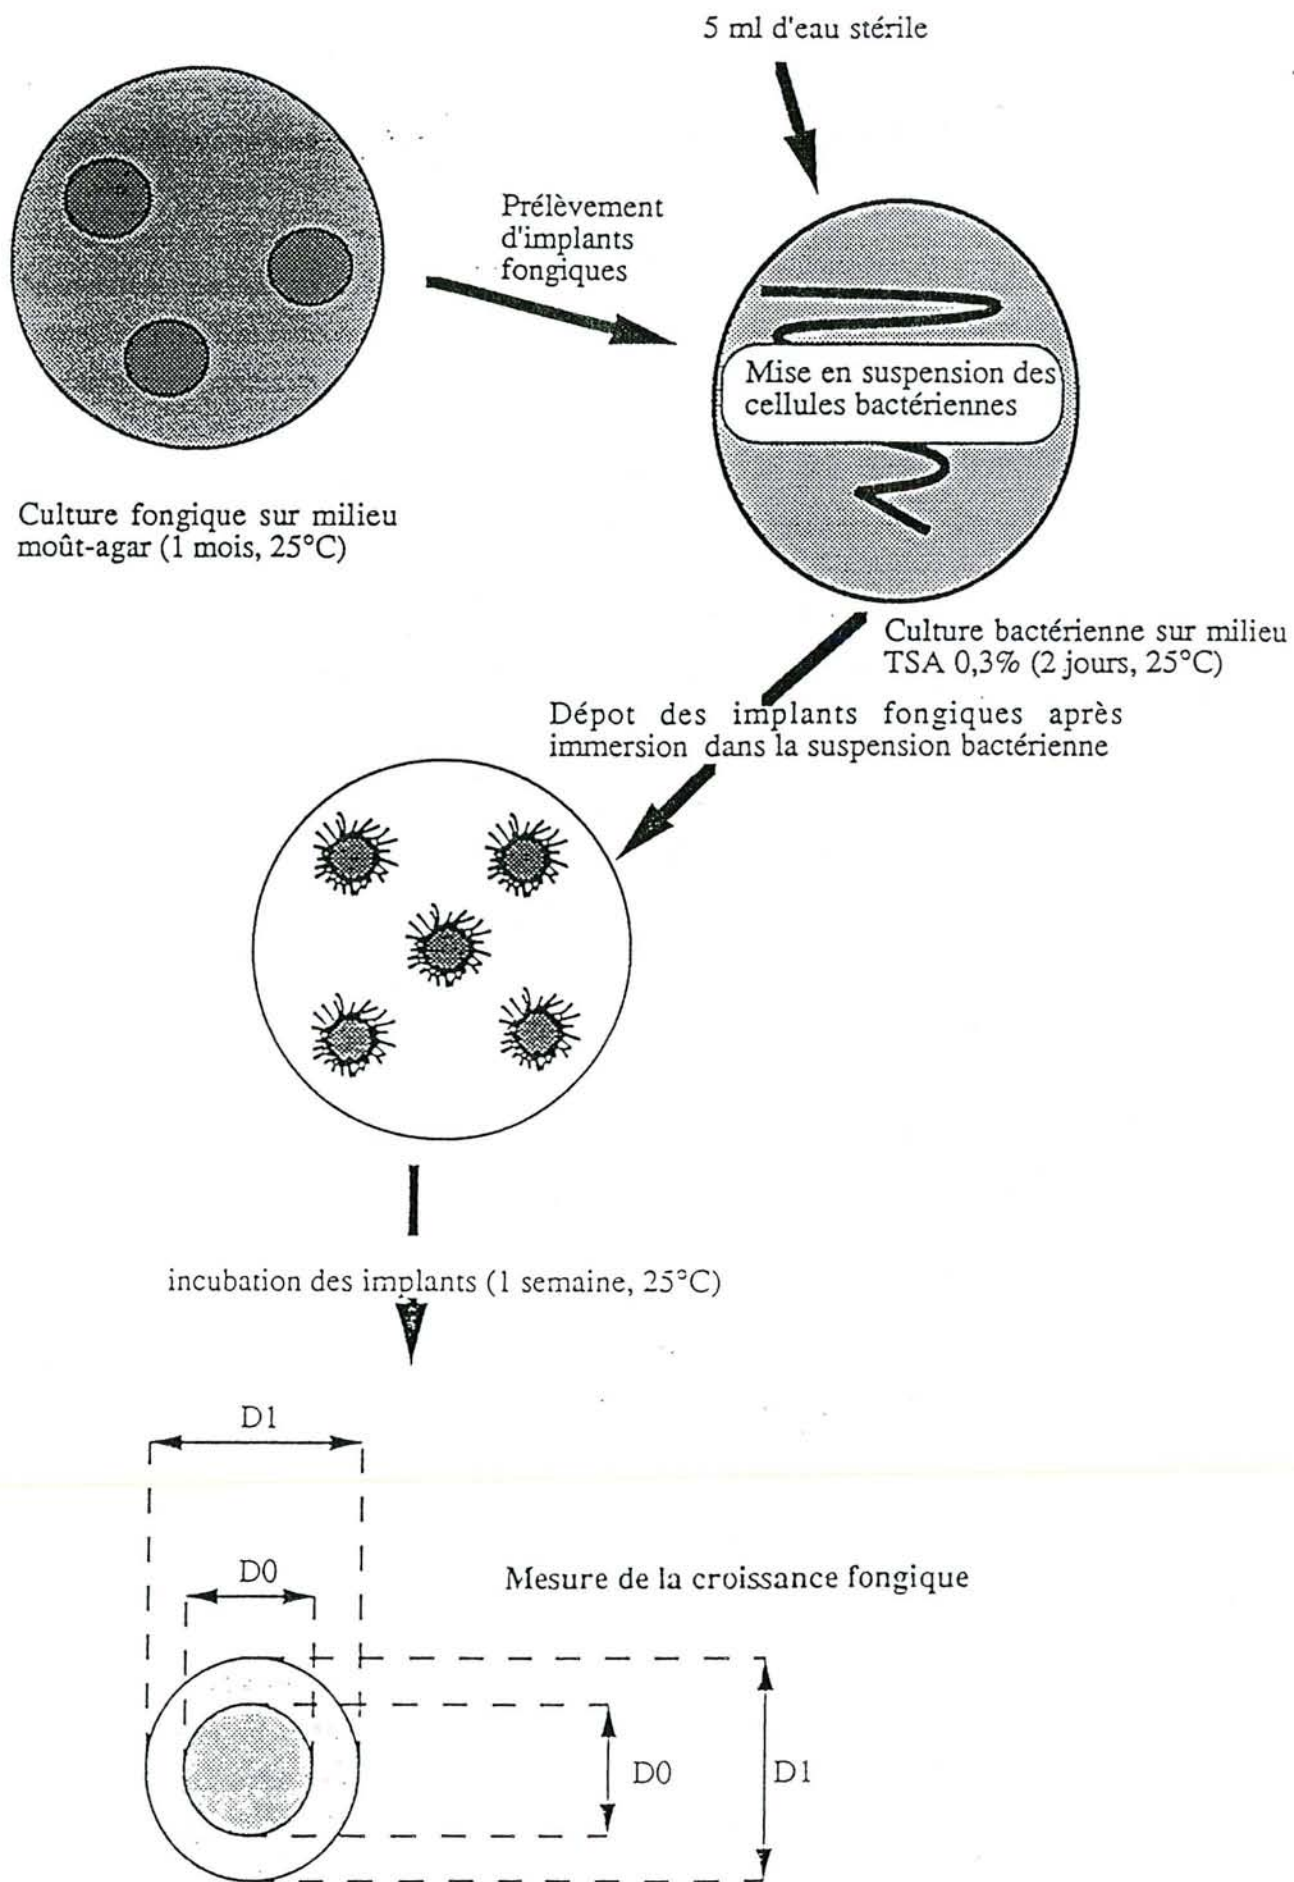 5 ml d'eau stérile
Prélèvement
d'implants
fongiques
Mise en suspension des
cellules bactériennes
Culture fongique sur milieu
moût-agar (1 mois, 25°C)
Culture bactérienne sur milieu
TSA 0,3% (2 jours, 25°C)
Dépot des implants fongiques après
immersion dans la suspension bactérienne
incubation des implants (1 semaine, 25°C)
D1
D0
Mesure de la croissance fongique
D0
D1